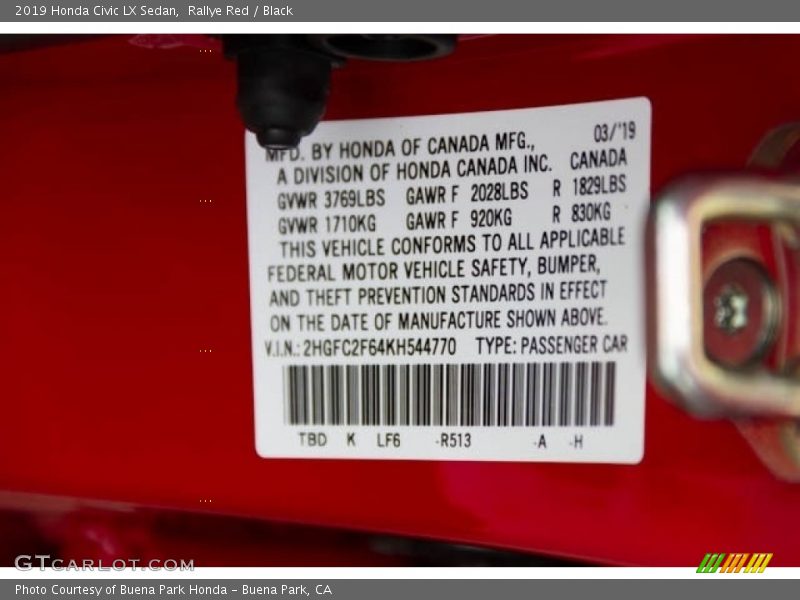 2019 Honda Civic LX Sedan,  Rallye Red / Black
MFD. BY HONDA OF CANADA MFG., 03/'19
A DIVISION OF HONDA CANADA INC. CANADA
GVWR 3769LBS GAWR F 2028LBS R 1829LBS
GVWR 1710KG GAWR F 920KG R 830KG
THIS VEHICLE CONFORMS TO ALL APPLICABLE
FEDERAL MOTOR VEHICLE SAFETY, BUMPER,
AND THEFT PREVENTION STANDARDS IN EFFECT
ON THE DATE OF MANUFACTURE SHOWN ABOVE.
V.I.N.: 2HGFC2F64KH544770 TYPE: PASSENGER CAR
TBD K LF6 -R513 -A -H
GTCARLOT.COM
Photo Courtesy of Buena Park Honda – Buena Park, CA